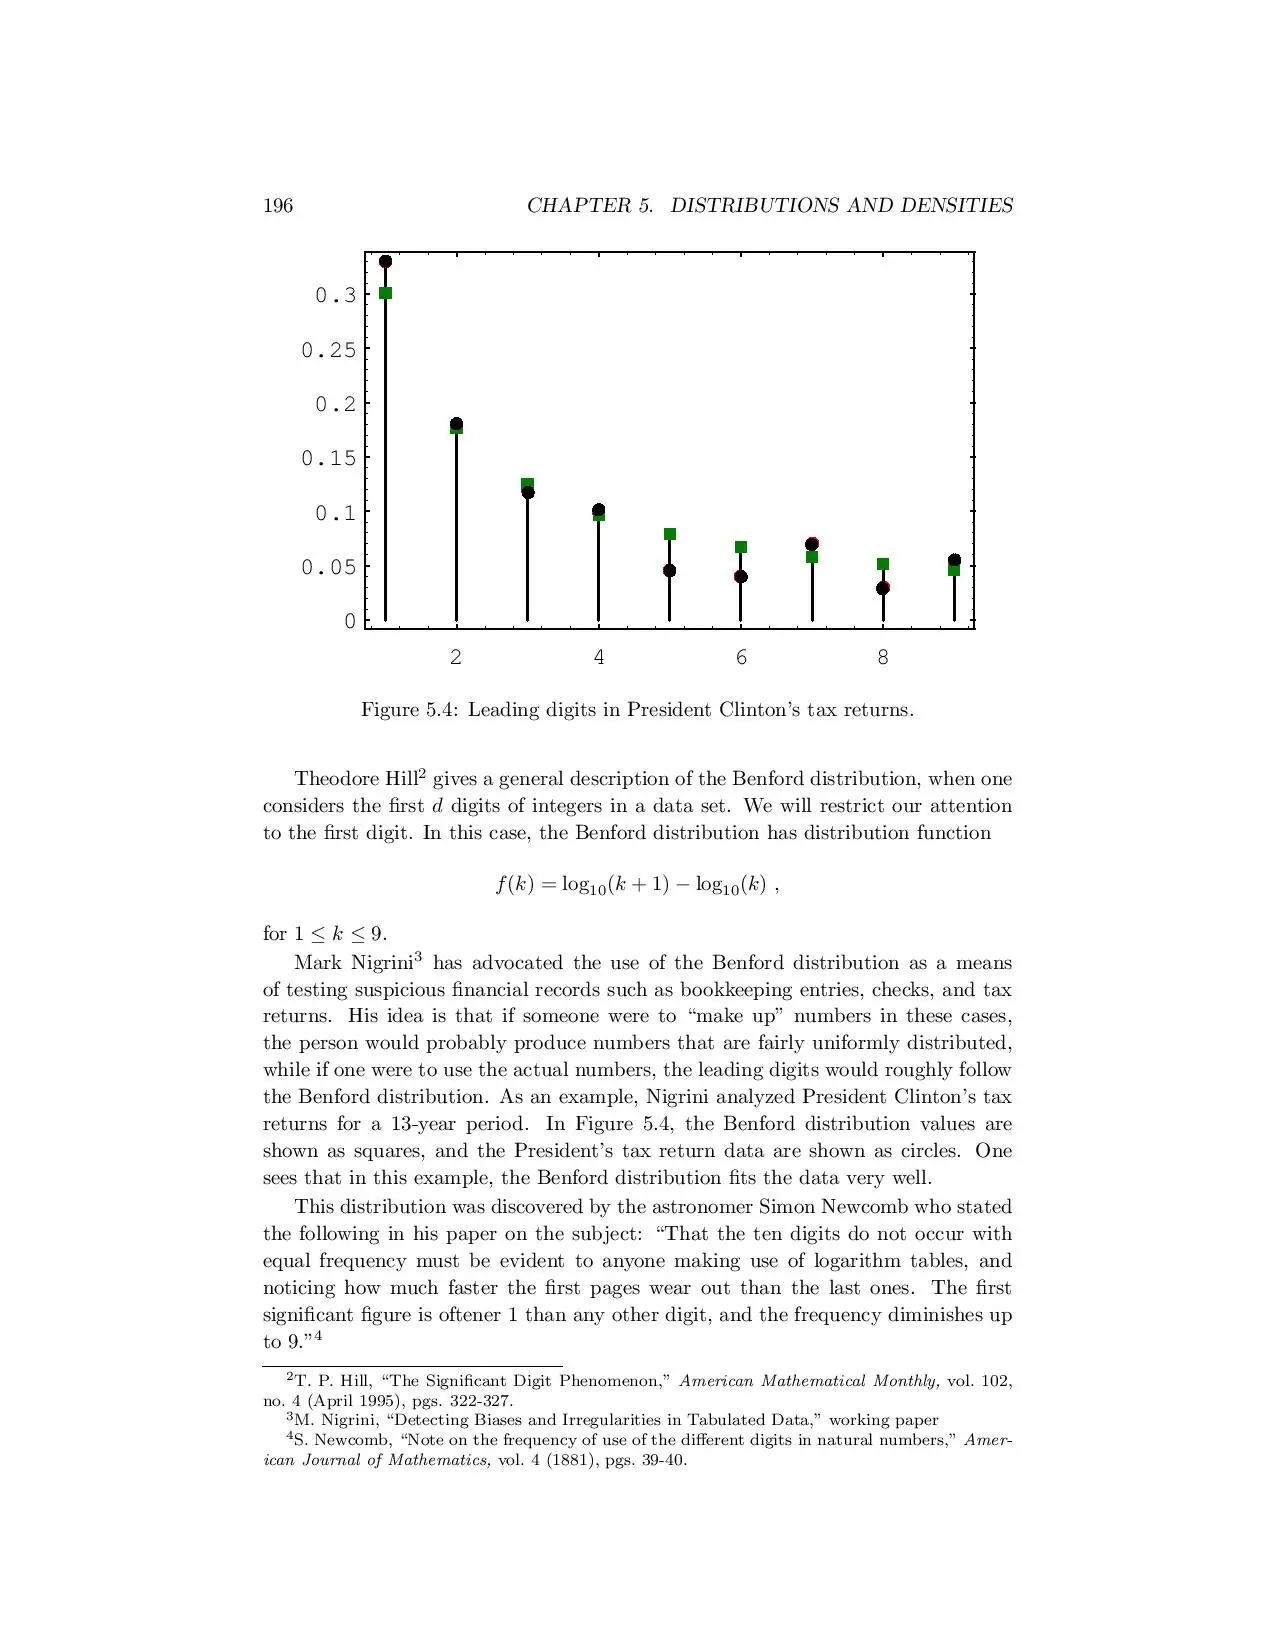 196 CHAPTER 5. DISTRIBUTIONS AND DENSITIES
0.3
0.25
0.2
0.15
0.1
0.05
0
2 4 6 8
Figure 5.4: Leading digits in President Clinton's tax returns.
Theodore Hill² gives a general description of the Benford distribution, when one
considers the first d digits of integers in a data set. We will restrict our attention
to the first digit. In this case, the Benford distribution has distribution function
f(k) = log₁₀(k + 1) − log₁₀(k) ,
for 1 ≤ k ≤ 9.
Mark Nigrini³ has advocated the use of the Benford distribution as a means
of testing suspicious financial records such as bookkeeping entries, checks, and tax
returns. His idea is that if someone were to “make up” numbers in these cases,
the person would probably produce numbers that are fairly uniformly distributed,
while if one were to use the actual numbers, the leading digits would roughly follow
the Benford distribution. As an example, Nigrini analyzed President Clinton's tax
returns for a 13-year period. In Figure 5.4, the Benford distribution values are
shown as squares, and the President's tax return data are shown as circles. One
sees that in this example, the Benford distribution fits the data very well.
This distribution was discovered by the astronomer Simon Newcomb who stated
the following in his paper on the subject: “That the ten digits do not occur with
equal frequency must be evident to anyone making use of logarithm tables, and
noticing how much faster the first pages wear out than the last ones. The first
significant figure is oftener 1 than any other digit, and the frequency diminishes up
to 9.”⁴
²T. P. Hill, “The Significant Digit Phenomenon,” American Mathematical Monthly, vol. 102,
no. 4 (April 1995), pgs. 322-327.
³M. Nigrini, “Detecting Biases and Irregularities in Tabulated Data,” working paper
⁴S. Newcomb, “Note on the frequency of use of the different digits in natural numbers,” Amer-
ican Journal of Mathematics, vol. 4 (1881), pgs. 39-40.